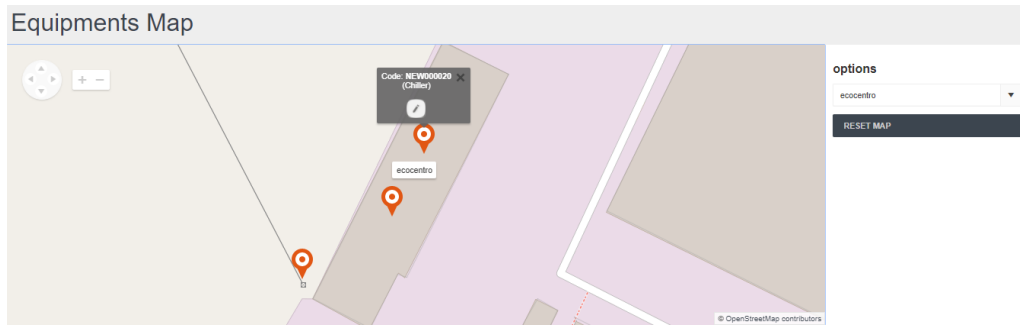 Equipments Map
Code: NEW000020
(Chiller)
ecocentro
© OpenStreetMap contributors
options
ecocentro
RESET MAP